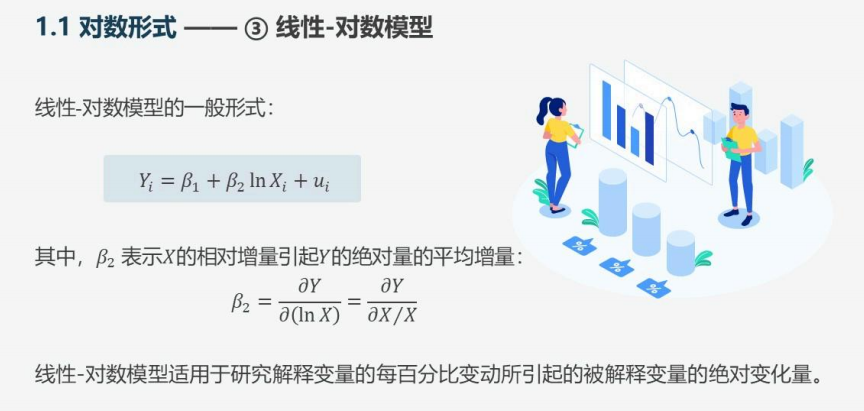 1.1 对数形式 —— ③ 线性-对数模型
线性-对数模型的一般形式：
Yᵢ = β₁ + β₂ ln Xᵢ + uᵢ
其中，β₂ 表示X的相对增量引起Y的绝对量的平均增量：
β₂ = ∂Y/∂(ln X) = ∂Y/(∂X/X)
线性-对数模型适用于研究解释变量的每百分比变动所引起的被解释变量的绝对变化量。
%
%
%